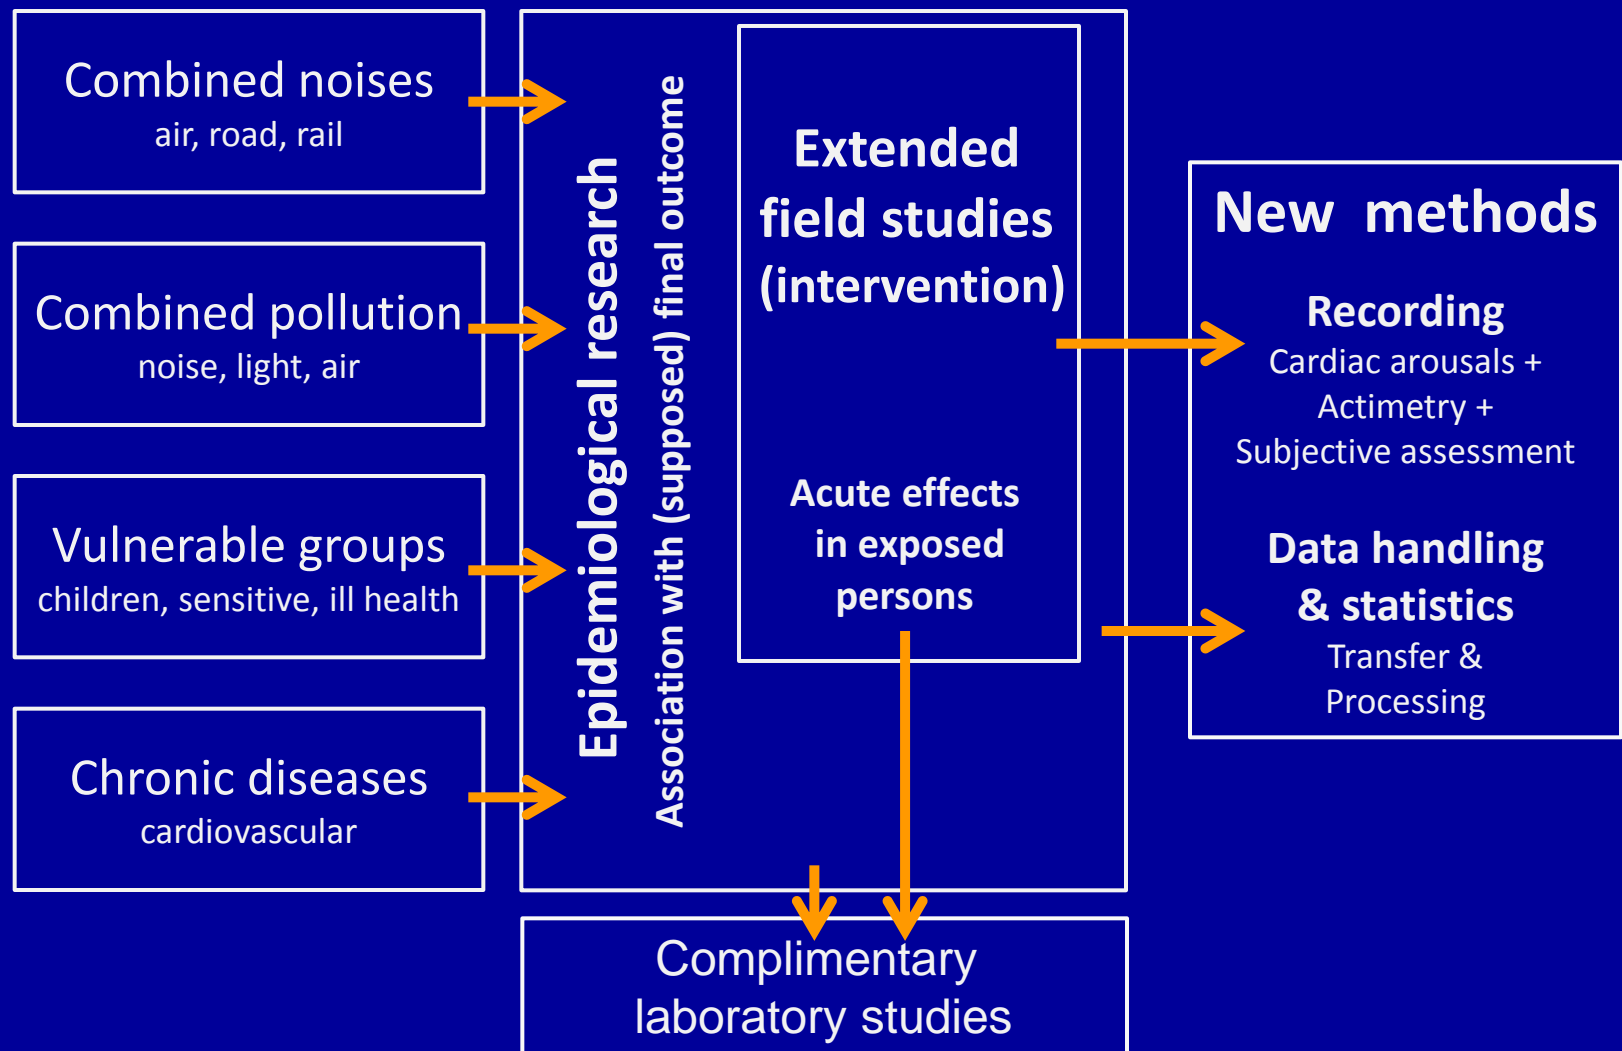 Combined noises
air, road, rail
Combined pollution
noise, light, air
Vulnerable groups
children, sensitive, ill health
Chronic diseases
cardiovascular
Epidemiological research
Association with (supposed) final outcome
Extended
field studies
(intervention)
Acute effects
in exposed
persons
New methods
Recording
Cardiac arousals +
Actimetry +
Subjective assessment
Data handling
& statistics
Transfer &
Processing
Complimentary
laboratory studies